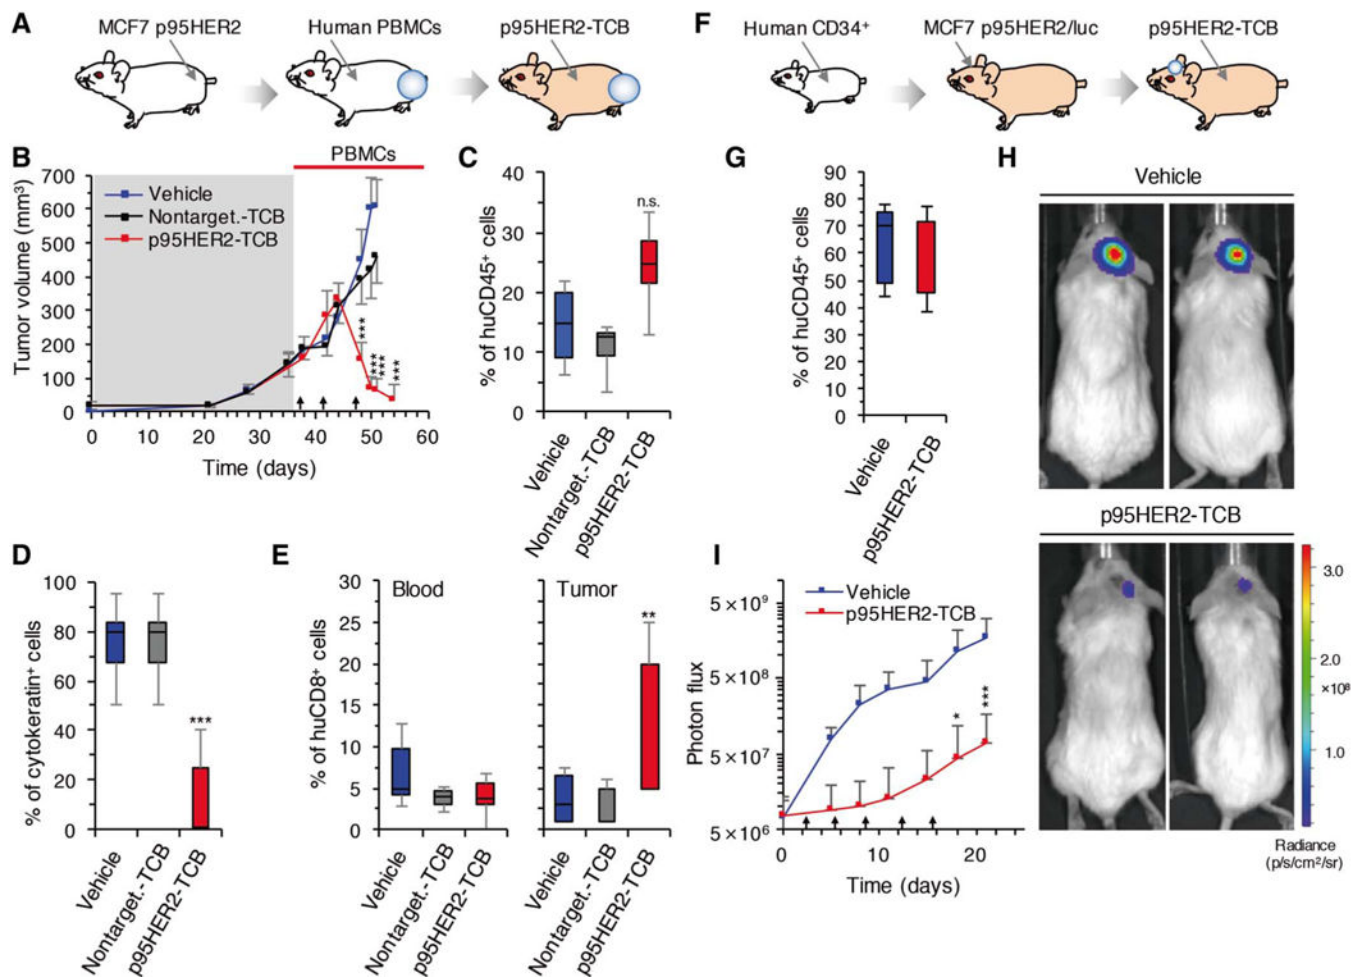 A
MCF7 p95HER2
Human PBMCs
p95HER2-TCB
F
Human CD34⁺
MCF7 p95HER2/luc
p95HER2-TCB
B
PBMCs
Tumor volume (mm³)
700
600
500
400
300
200
100
0
Vehicle
Nontarget.-TCB
p95HER2-TCB
***
***
***
***
0 10 20 30 40 50 60
Time (days)
C
% of huCD45⁺ cells
40
30
20
10
0
n.s.
Vehicle
Nontarget.-TCB
p95HER2-TCB
G
% of huCD45⁺ cells
90
80
70
60
50
40
30
20
10
0
Vehicle
p95HER2-TCB
H
Vehicle
p95HER2-TCB
3.0
2.0
×10⁸
1.0
Radiance
(p/s/cm²/sr)
D
% of cytokeratin⁺ cells
100
80
60
40
20
0
***
Vehicle
Nontarget.-TCB
p95HER2-TCB
E
% of huCD8⁺ cells
30
25
20
15
10
5
0
Blood
Vehicle
Nontarget.-TCB
p95HER2-TCB
Tumor
**
Vehicle
Nontarget.-TCB
p95HER2-TCB
I
Photon flux
5×10⁹
5×10⁸
5×10⁷
5×10⁶
Vehicle
p95HER2-TCB
*
***
0 10 20
Time (days)